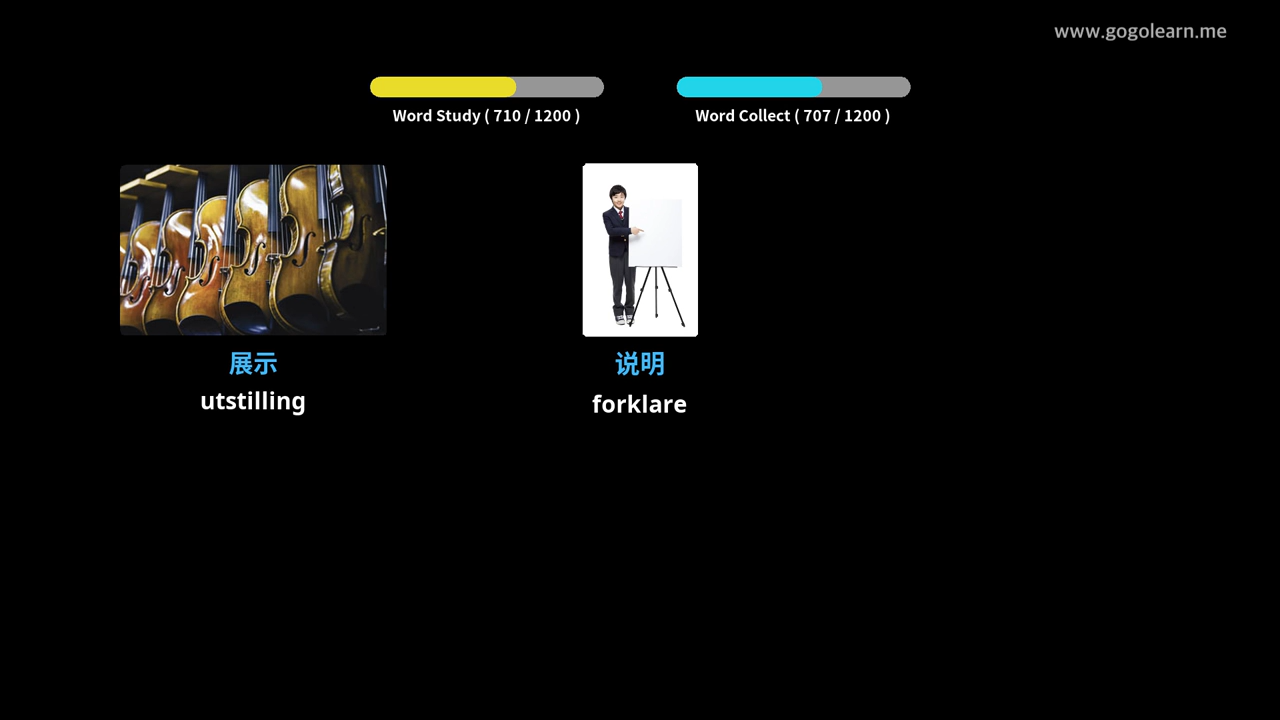 www.gogolearn.me
Word Study ( 710 / 1200 )
Word Collect ( 707 / 1200 )
展示
utstilling
说明
forklare